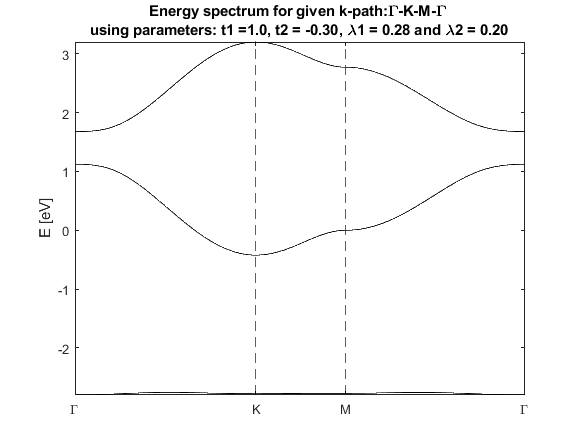 Energy spectrum for given k-path:Γ-K-M-Γ
using parameters: t1 =1.0, t2 = -0.30, λ1 = 0.28 and λ2 = 0.20
3
2
1
0
-1
-2
E [eV]
Γ K M Γ